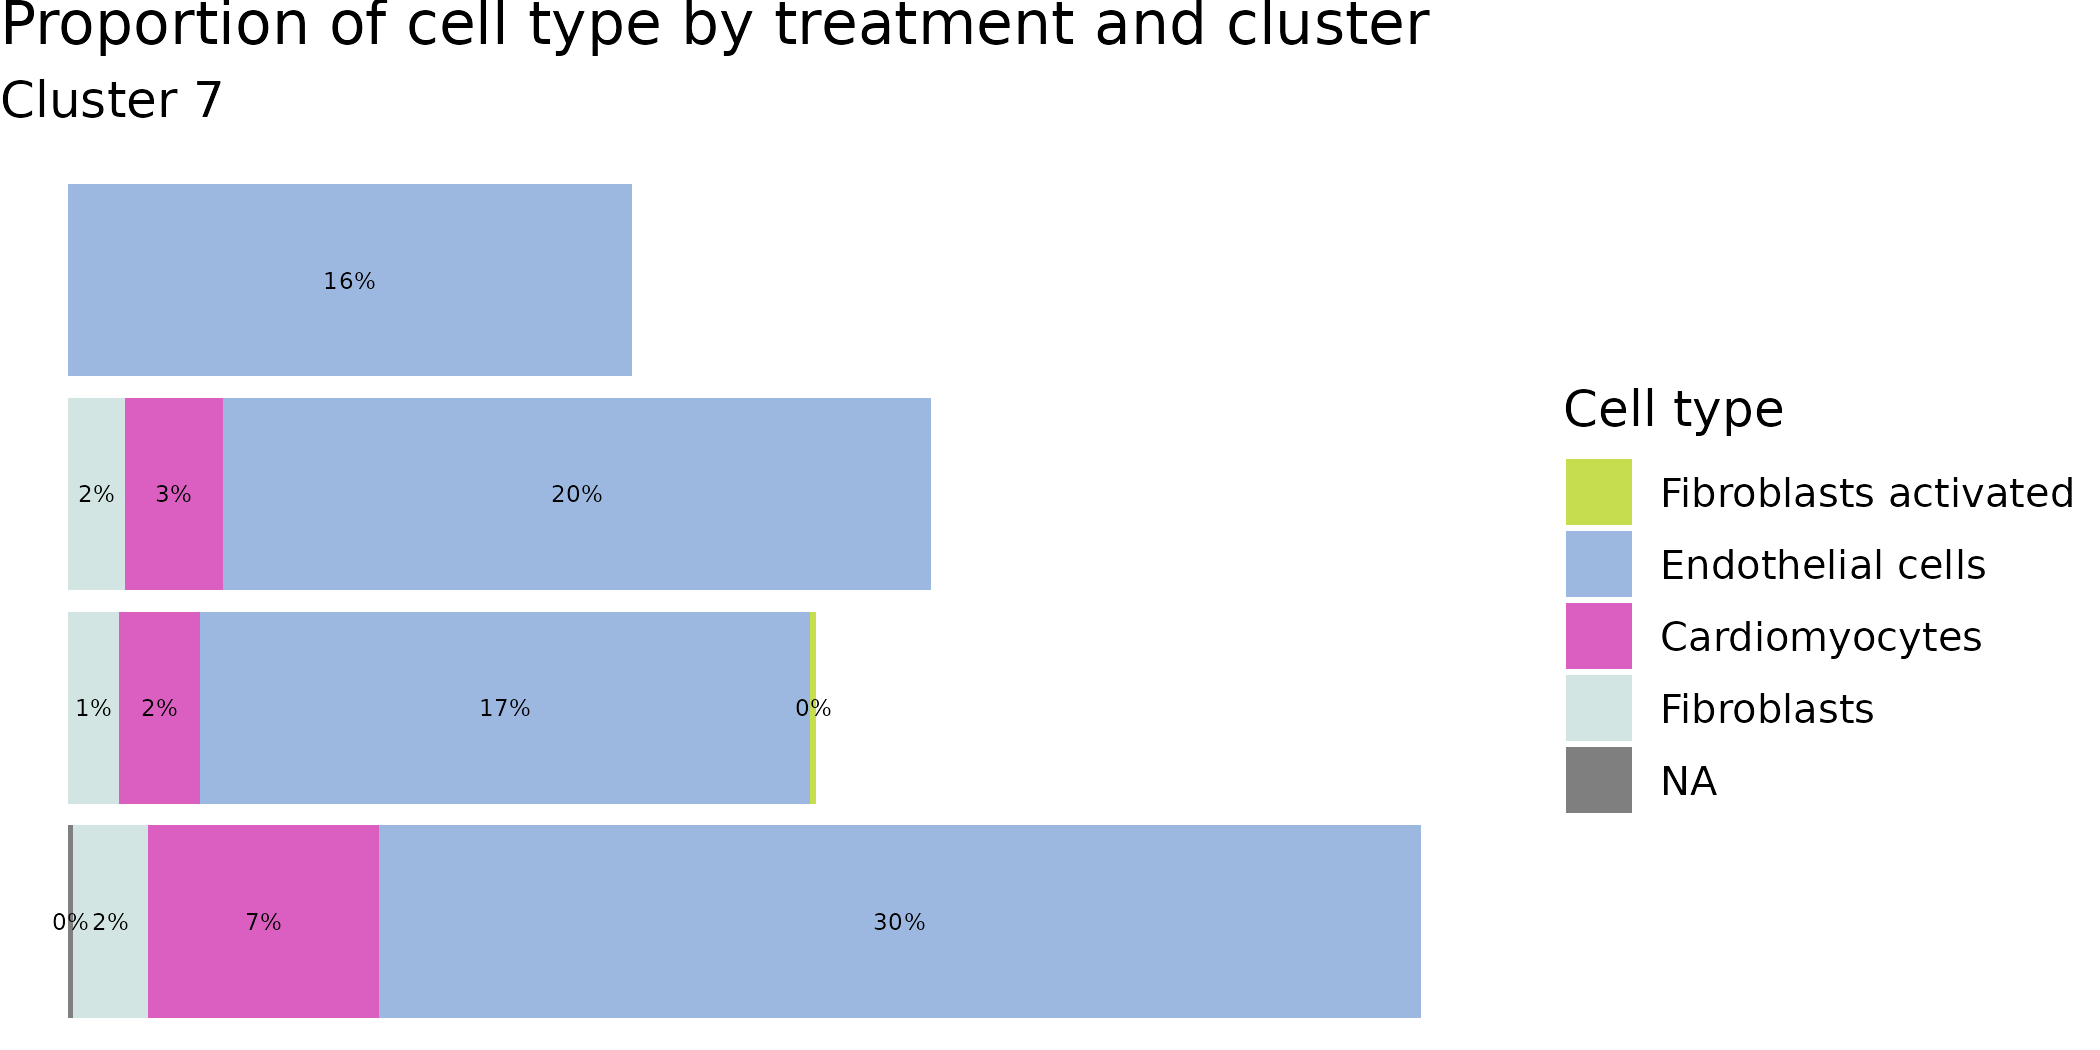 Proportion of cell type by treatment and cluster
Cluster 7
16%
2% 3% 20%
1% 2% 17% 0%
0% 2% 7% 30%
Cell type
Fibroblasts activated
Endothelial cells
Cardiomyocytes
Fibroblasts
NA